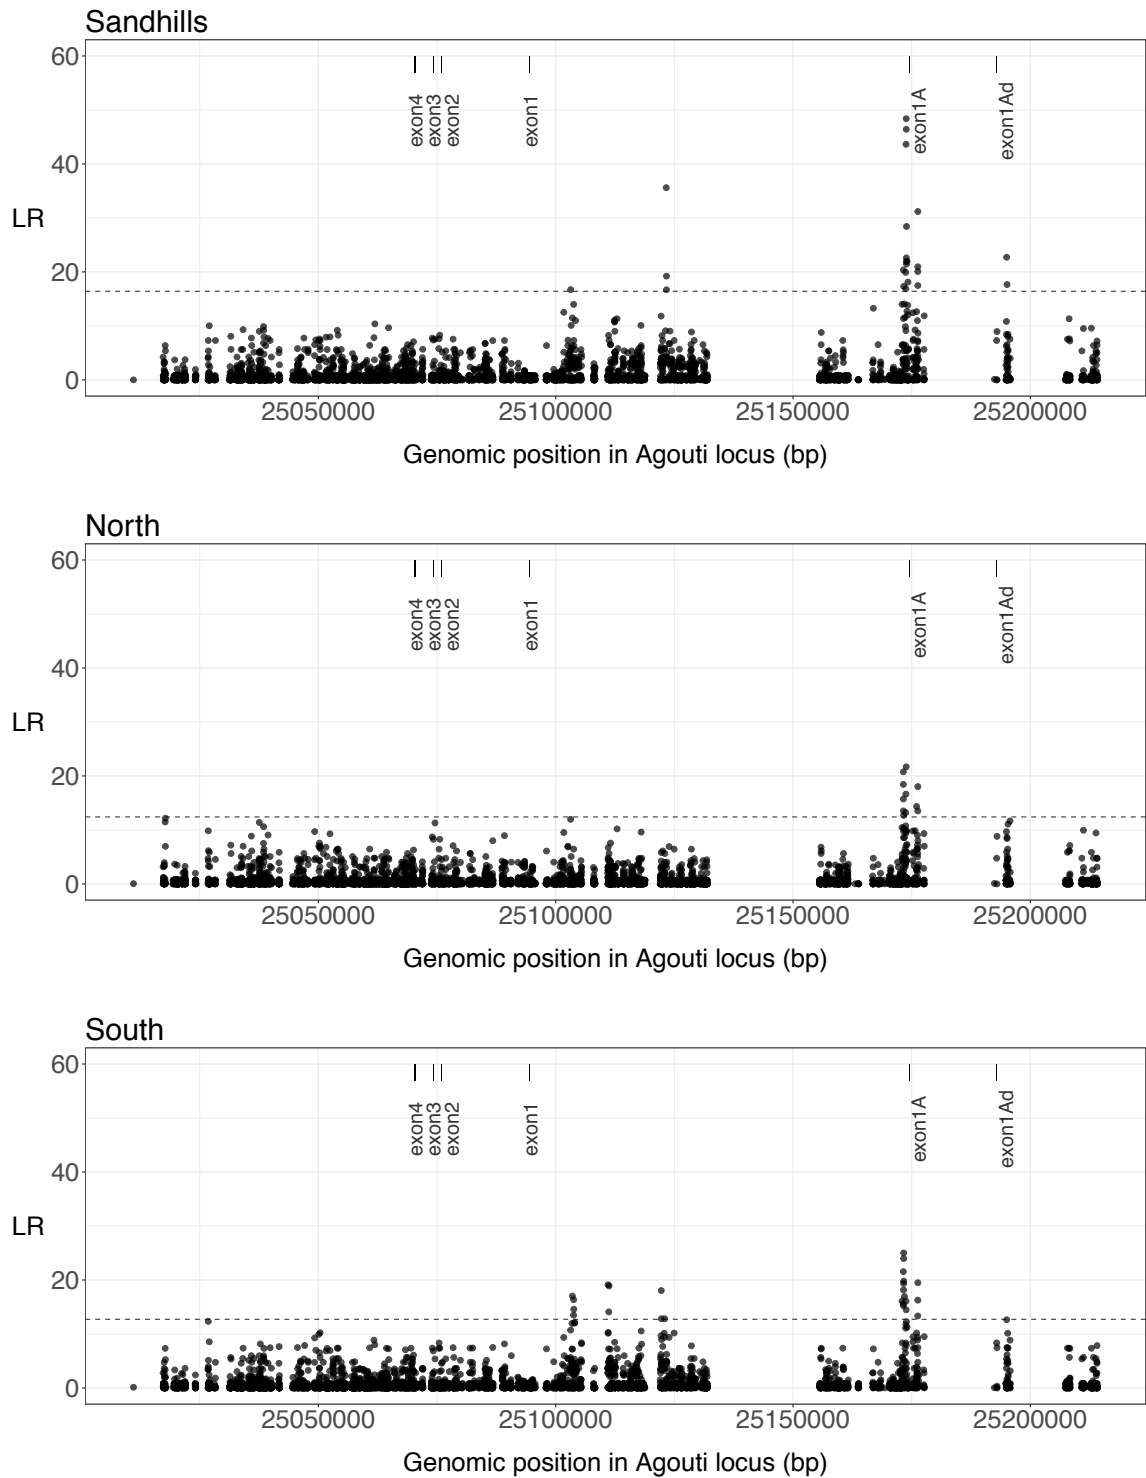 Sandhills
60
40
20
0
LR
exon4
exon3
exon2
exon1
exon1A
exon1Ad
25050000 25100000 25150000 25200000
Genomic position in Agouti locus (bp)
North
60
40
20
0
LR
exon4
exon3
exon2
exon1
exon1A
exon1Ad
25050000 25100000 25150000 25200000
Genomic position in Agouti locus (bp)
South
60
40
20
0
LR
exon4
exon3
exon2
exon1
exon1A
exon1Ad
25050000 25100000 25150000 25200000
Genomic position in Agouti locus (bp)